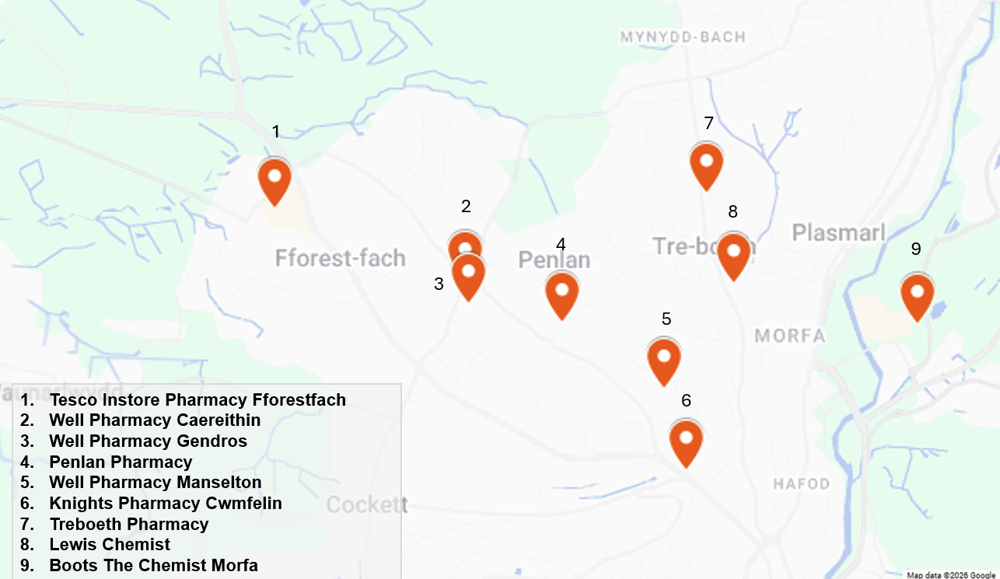 MYNYDD-BACH
1
7
2
8
Plasmarl
4
Tre-boeth
9
Fforest-fach
Penlan
3
5
MORFA
6
1. Tesco Instore Pharmacy Fforestfach
2. Well Pharmacy Caereithin
3. Well Pharmacy Gendros
4. Penlan Pharmacy
5. Well Pharmacy Manselton
6. Knights Pharmacy Cwmfelin
7. Treboeth Pharmacy
8. Lewis Chemist
9. Boots The Chemist Morfa
HAFOD
Cockett
Map data ©2026 Google